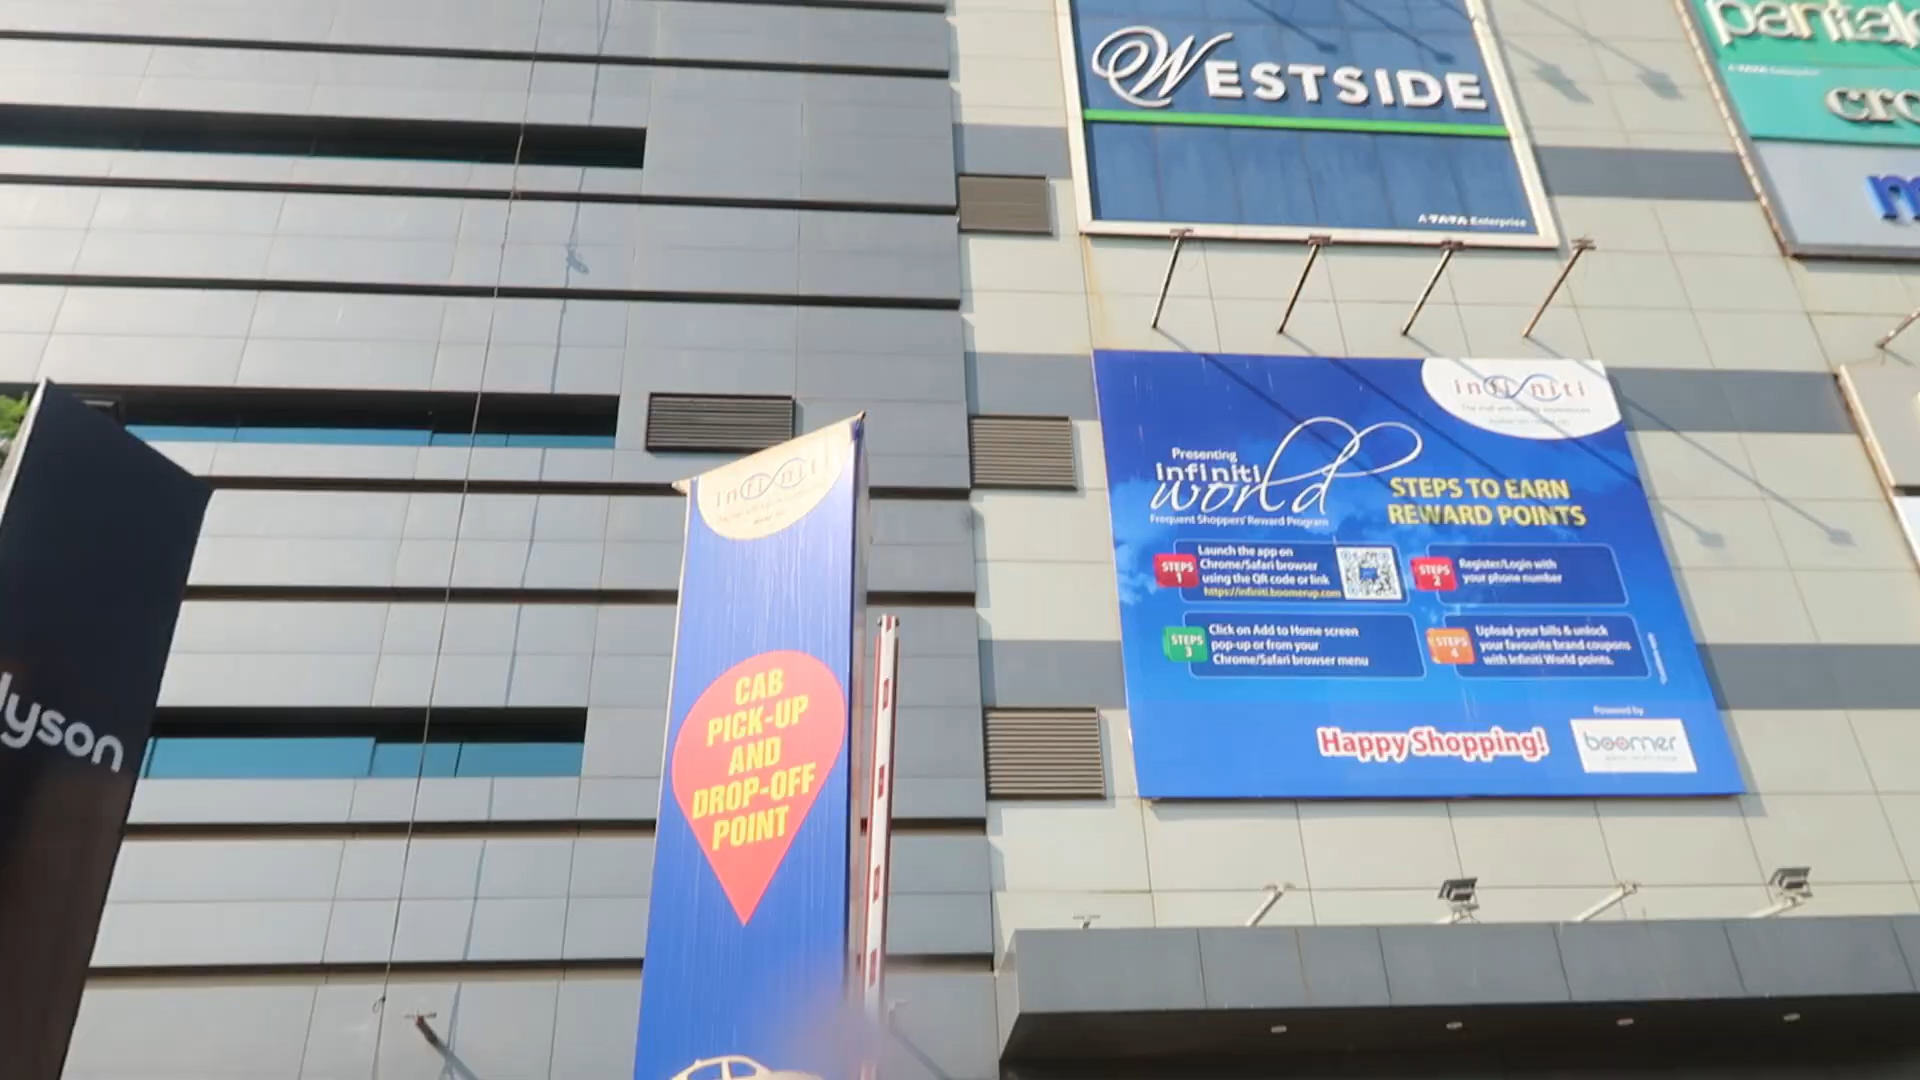 WESTSIDE
A TATA Enterprise
infiniti
Presenting
infiniti
world
Frequent Shoppers' Reward Program
STEPS TO EARN
REWARD POINTS
STEPS
1
Launch the app on
Chrome/Safari browser
using the QR code or link
https://infiniti.boomerup.com
STEPS
2
Register/Login with
your phone number
STEPS
3
Click on Add to Home screen
pop-up or from your
Chrome/Safari browser menu
STEPS
4
Upload your bills & unlock
your favourite brand coupons
with Infiniti World points.
Happy Shopping!
Powered by
boomer
infiniti
CAB
PICK-UP
AND
DROP-OFF
POINT
dyson